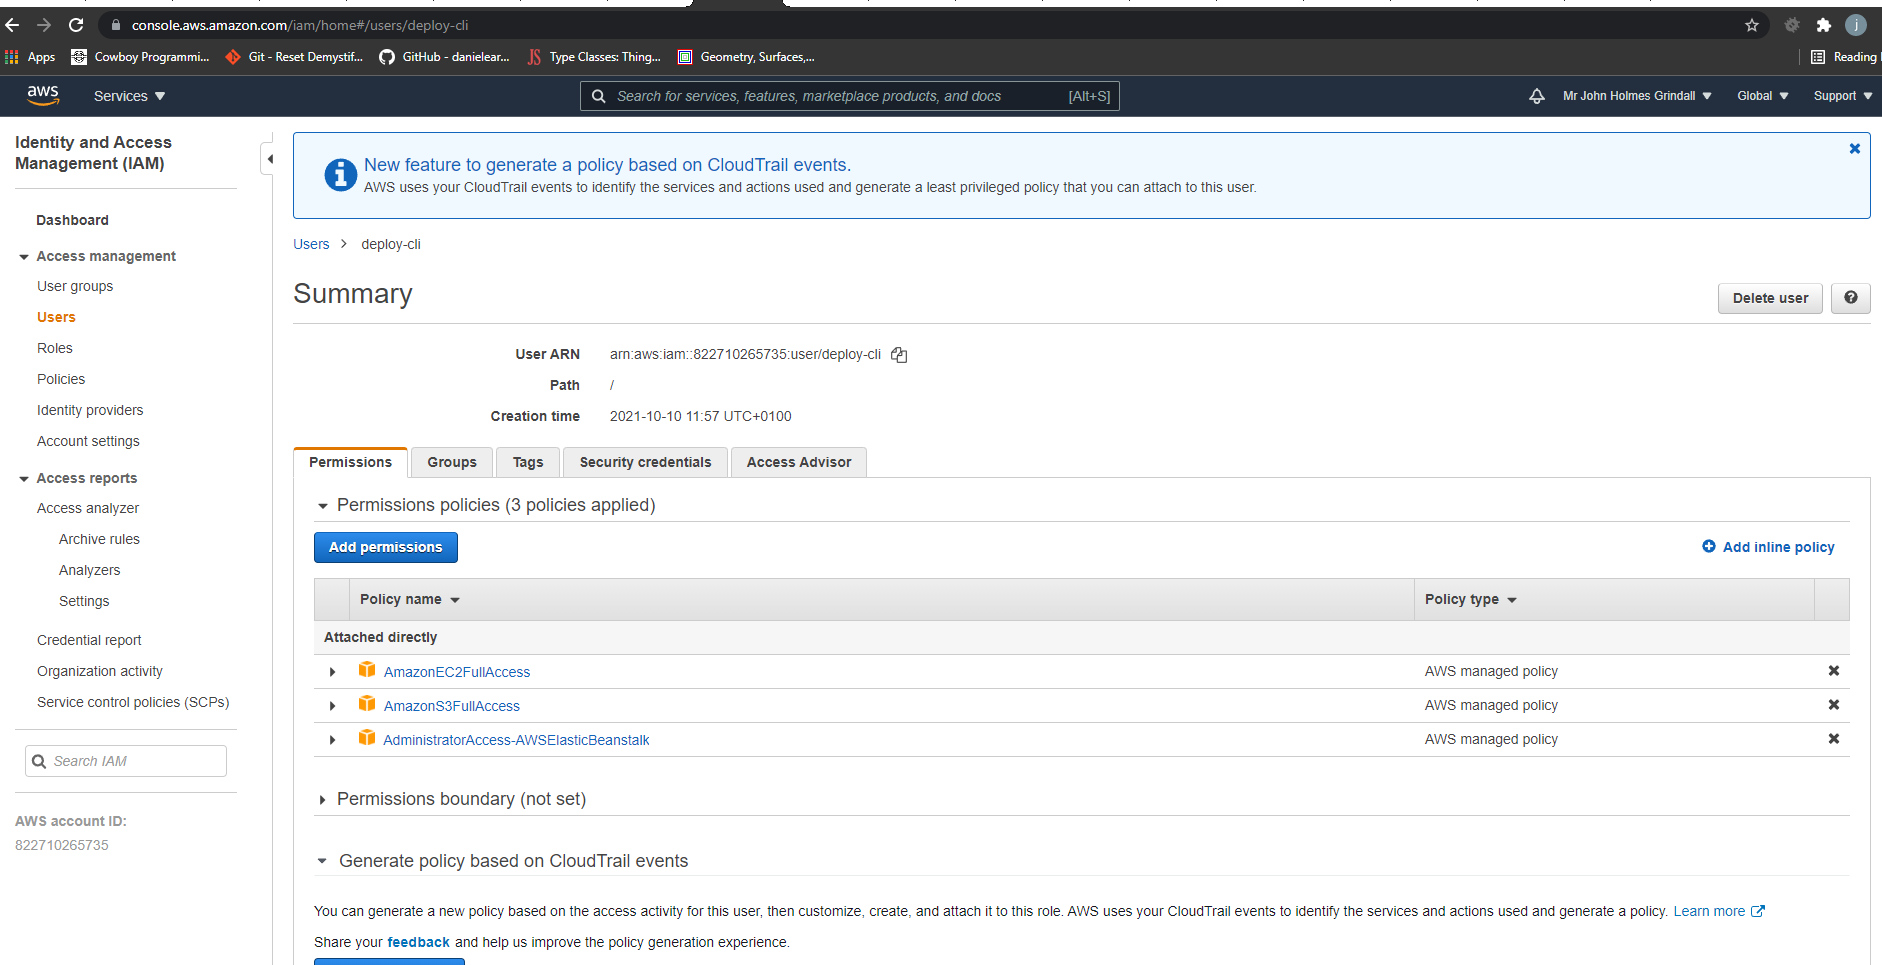 console.aws.amazon.com/iam/home#/users/deploy-cli
j
Apps Cowboy Programmi... Git - Reset Demystif... GitHub - danielear... JS Type Classes: Thing... Geometry, Surfaces,... Reading
aws Services Search for services, features, marketplace products, and docs [Alt+S] Mr John Holmes Grindall Global Support
Identity and Access
Management (IAM)
Dashboard
Access management
User groups
Users
Roles
Policies
Identity providers
Account settings
Access reports
Access analyzer
Archive rules
Analyzers
Settings
Credential report
Organization activity
Service control policies (SCPs)
Search IAM
AWS account ID:
822710265735
New feature to generate a policy based on CloudTrail events.
AWS uses your CloudTrail events to identify the services and actions used and generate a least privileged policy that you can attach to this user.
Users > deploy-cli
Summary
Delete user
User ARN arn:aws:iam::822710265735:user/deploy-cli
Path /
Creation time 2021-10-10 11:57 UTC+0100
Permissions Groups Tags Security credentials Access Advisor
Permissions policies (3 policies applied)
Add permissions Add inline policy
Policy name Policy type
Attached directly
AmazonEC2FullAccess AWS managed policy
AmazonS3FullAccess AWS managed policy
AdministratorAccess-AWSElasticBeanstalk AWS managed policy
Permissions boundary (not set)
Generate policy based on CloudTrail events
You can generate a new policy based on the access activity for this user, then customize, create, and attach it to this role. AWS uses your CloudTrail events to identify the services and actions used and generate a policy. Learn more
Share your feedback and help us improve the policy generation experience.